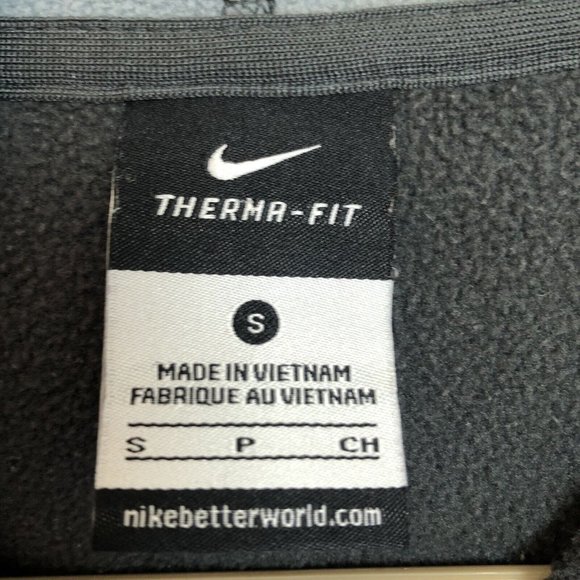 THERMA-FIT
S
MADE IN VIETNAM
FABRIQUE AU VIETNAM
S P CH
nikebetterworld.com